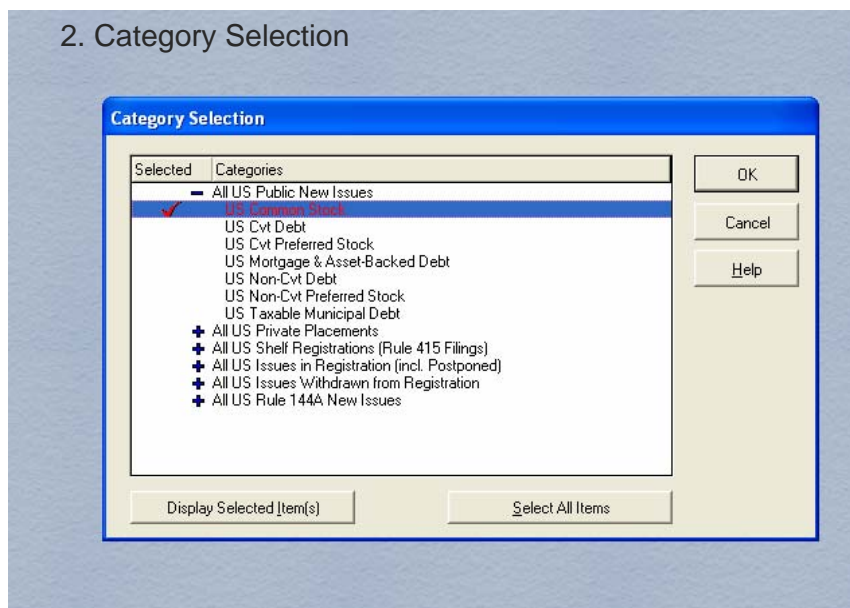 2. Category Selection
Category Selection
Selected Categories
All US Public New Issues
US Common Stock
US Cvt Debt
US Cvt Preferred Stock
US Mortgage & Asset-Backed Debt
US Non-Cvt Debt
US Non-Cvt Preferred Stock
US Taxable Municipal Debt
All US Private Placements
All US Shelf Registrations (Rule 415 Filings)
All US Issues in Registration (incl. Postponed)
All US Issues Withdrawn from Registration
All US Rule 144A New Issues
OK
Cancel
Help
Display Selected Item(s) Select All Items